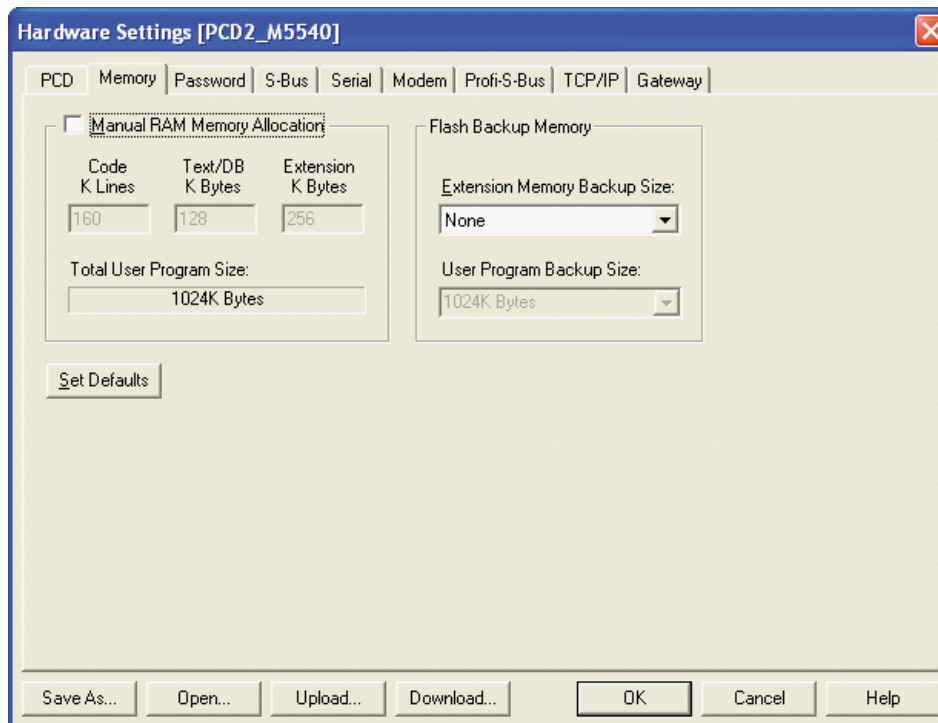 Hardware Settings [PCD2_M5540]
PCD Memory Password S-Bus Serial Modem Profi-S-Bus TCP/IP Gateway
Manual RAM Memory Allocation
Code K Lines
Text/DB K Bytes
Extension K Bytes
160 128 256
Total User Program Size:
1024K Bytes
Flash Backup Memory
Extension Memory Backup Size:
None
User Program Backup Size:
1024K Bytes
Set Defaults
Save As... Open... Upload... Download... OK Cancel Help